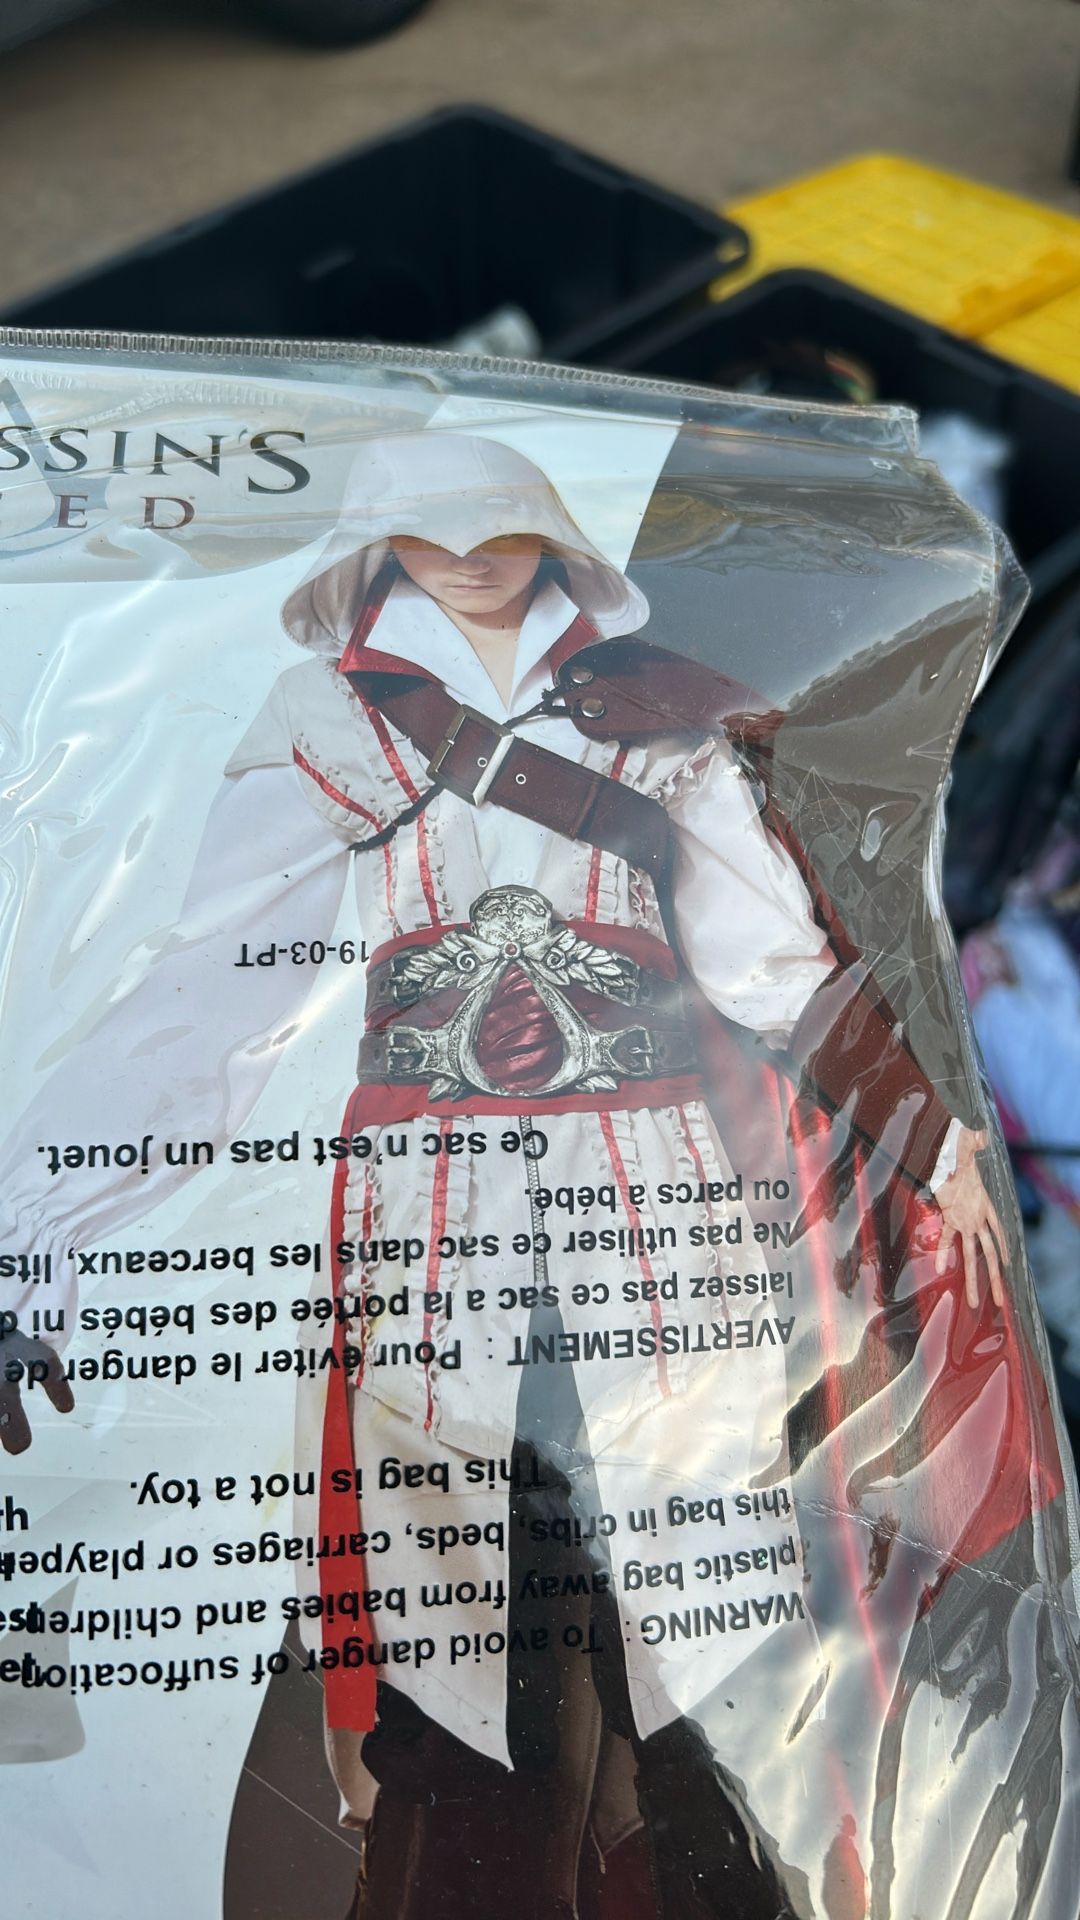 SSIN'S
ED
WARNING : To avoid danger of suffocation
plastic bag away from babies and children
this bag in cribs, beds, carriages or playpen
This bag is not a toy.
AVERTISSEMENT : Pour éviter le danger de
laissez pas ce sac a la portée des bébés ni
Ne pas utiliser ce sac dans les berceaux, lits
ou parcs à bébé.
Ce sac n'est pas un jouet.
19-03-PT